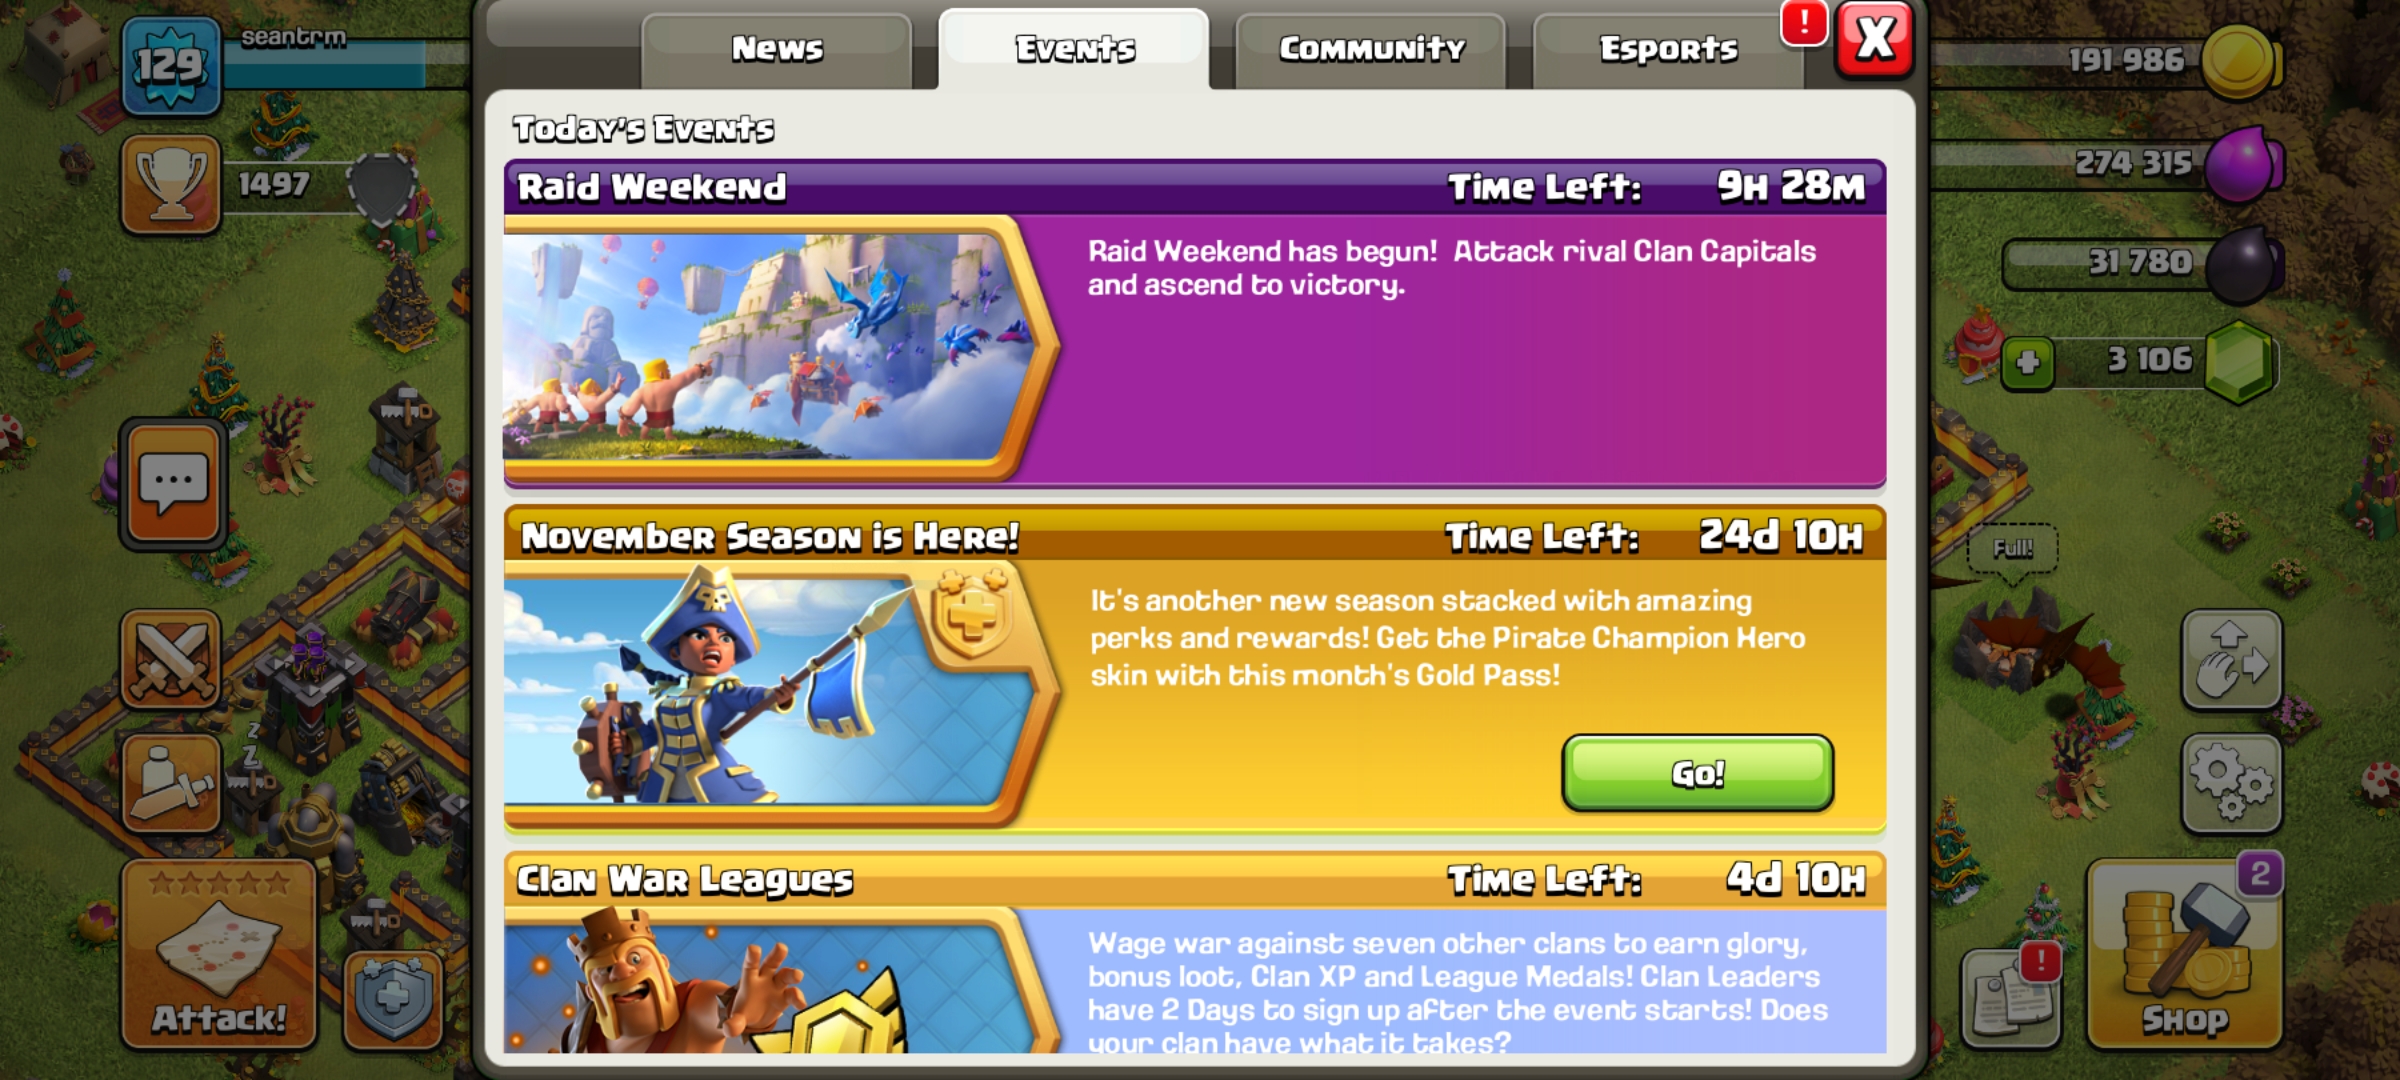 129
seantrm
1497
News
Events
Community
Esports
!
X
191 986
274 315
31 780
3 106
Today's Events
Raid Weekend
Time Left:
9h 28m
Raid Weekend has begun! Attack rival Clan Capitals
and ascend to victory.
November Season is Here!
Time Left:
24d 10h
It's another new season stacked with amazing
perks and rewards! Get the Pirate Champion Hero
skin with this month's Gold Pass!
Go!
Clan War Leagues
Time Left:
4d 10h
Wage war against seven other clans to earn glory,
bonus loot, Clan XP and League Medals! Clan Leaders
have 2 Days to sign up after the event starts! Does
your clan have what it takes?
Full!
z
z
Attack!
2
!
Shop